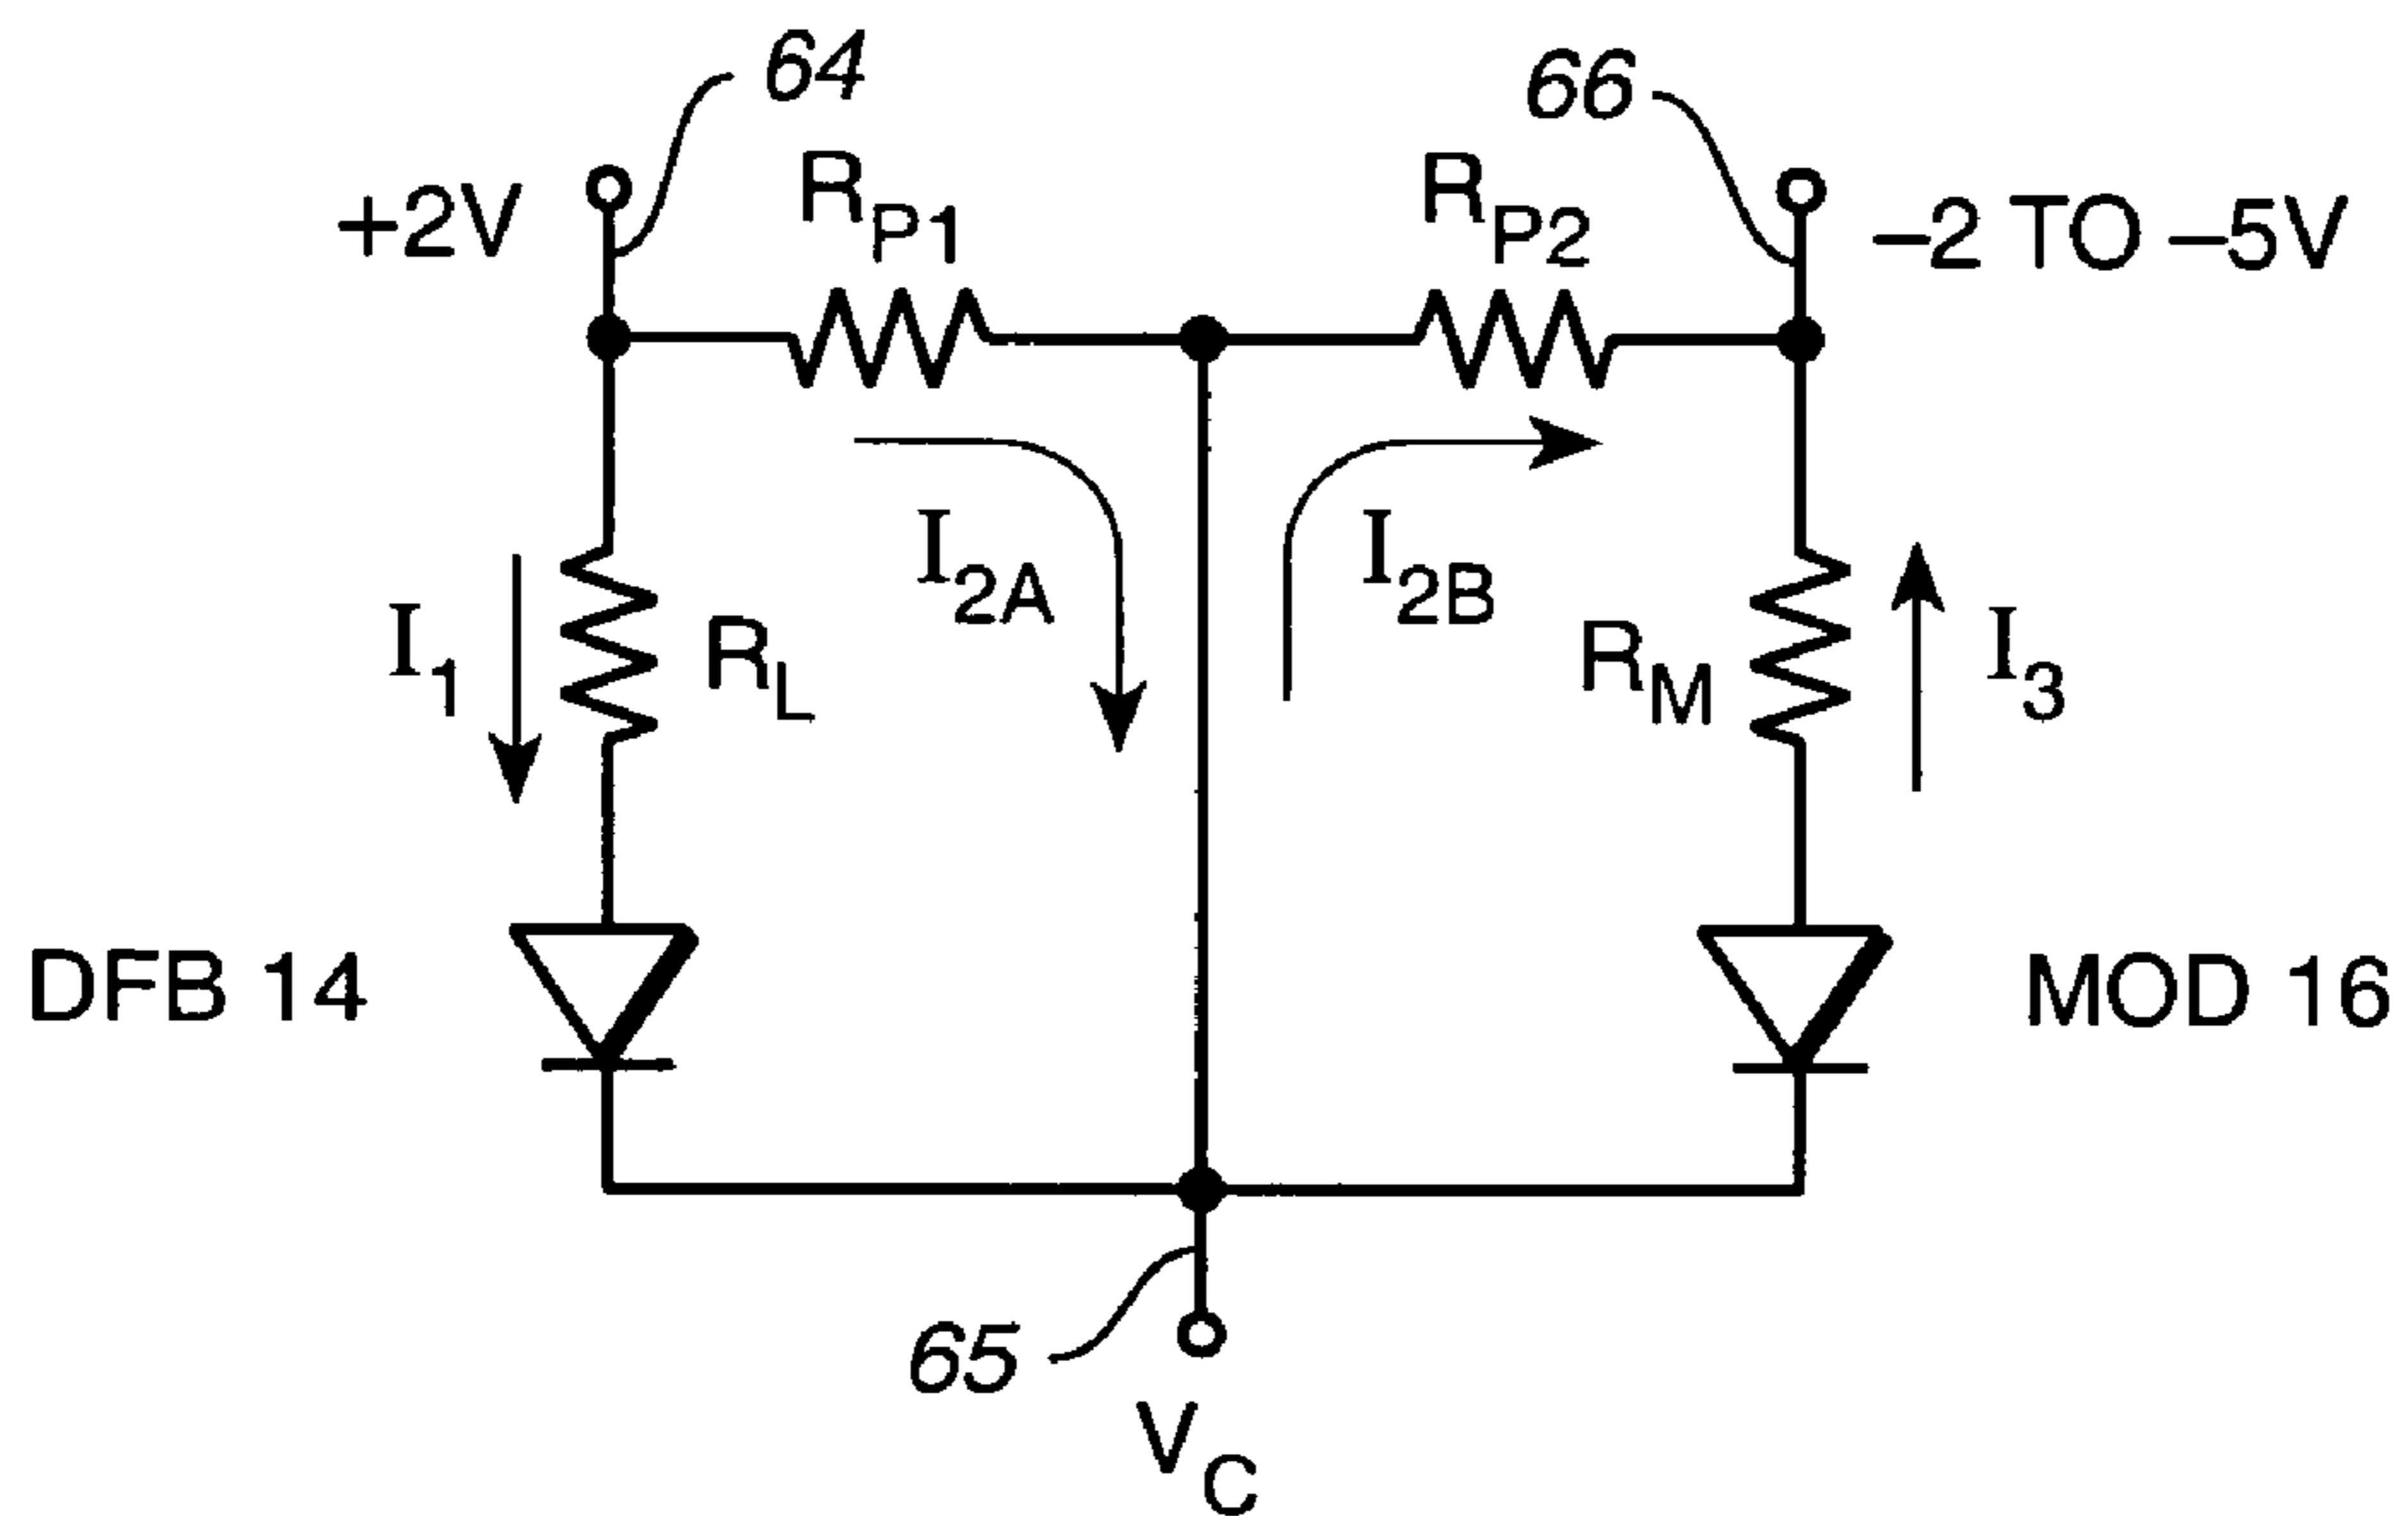 64
66
+2V
R_P1
R_P2
–2 TO –5V
I_1
R_L
I_2A
I_2B
R_M
I_3
DFB 14
MOD 16
65
V_C